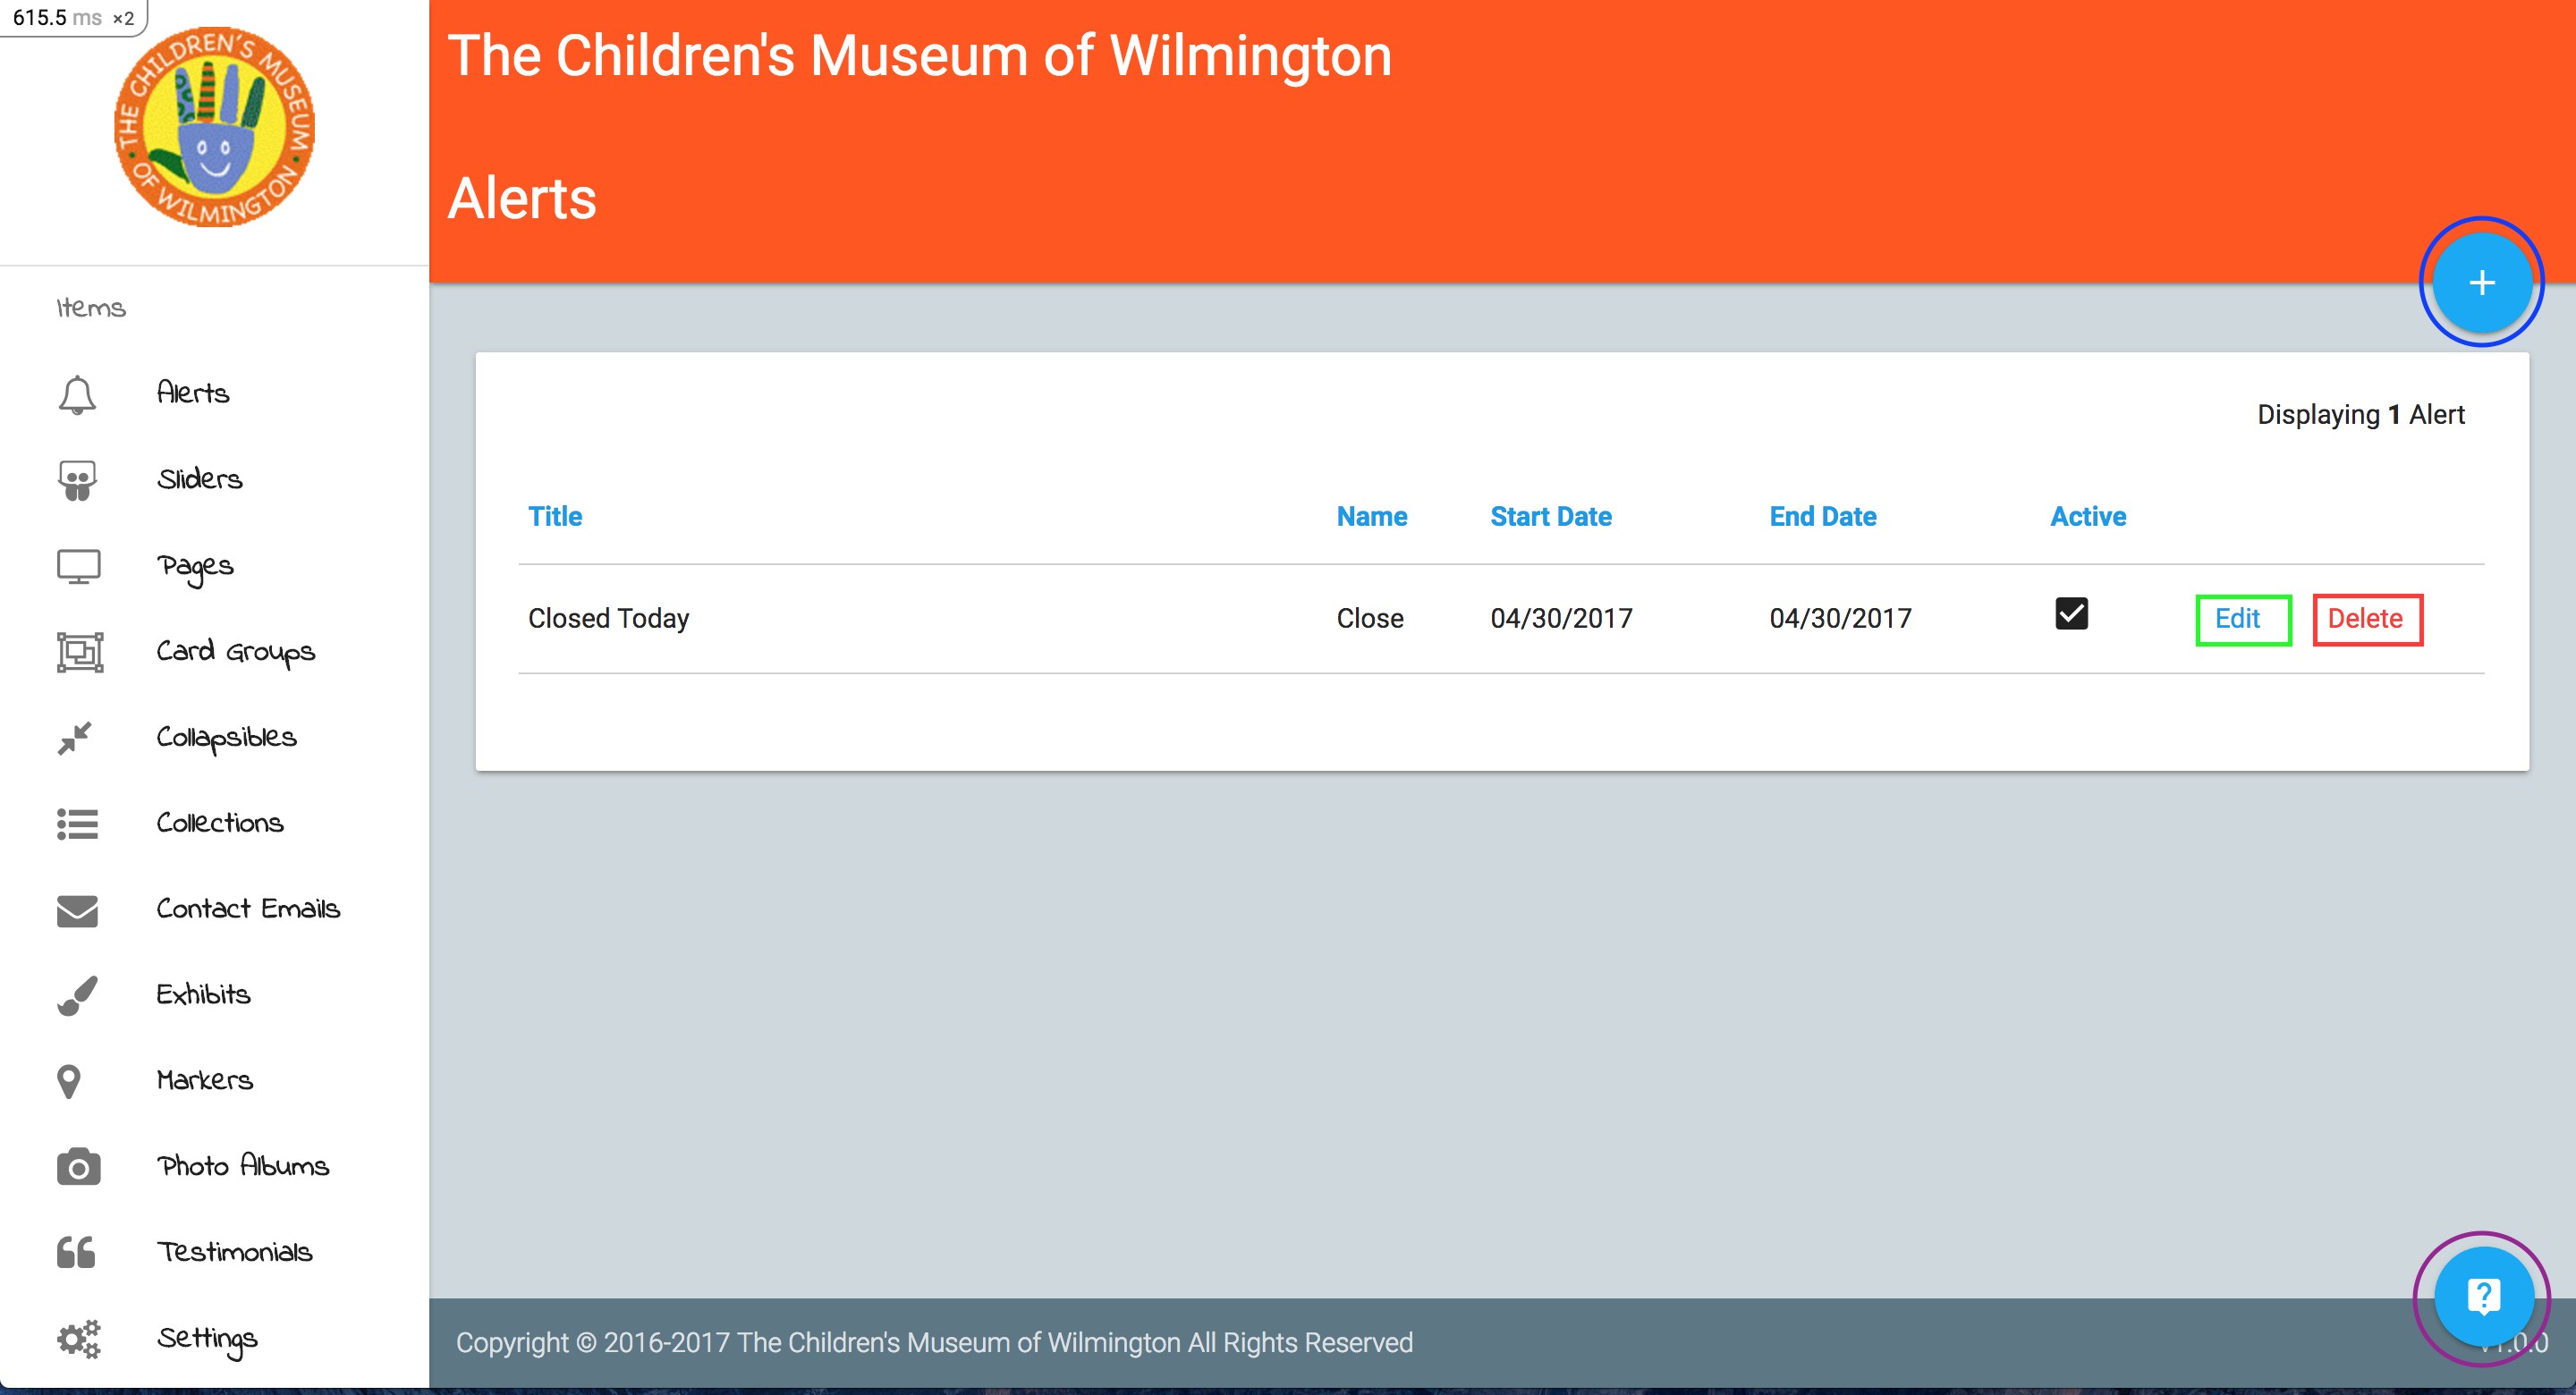 615.5 ms ×2
THE CHILDREN'S MUSEUM
OF WILMINGTON
The Children's Museum of Wilmington
Alerts
Items
Alerts
Sliders
Pages
Card Groups
Collapsibles
Collections
Contact Emails
Exhibits
Markers
Photo Albums
Testimonials
Settings
+
Displaying 1 Alert
Title Name Start Date End Date Active
Closed Today Close 04/30/2017 04/30/2017 Edit Delete
?
Copyright © 2016-2017 The Children's Museum of Wilmington All Rights Reserved
v1.0.0